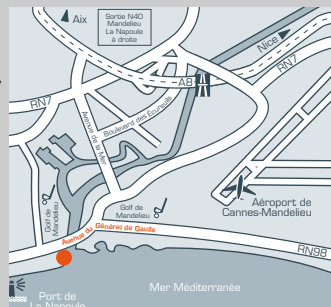 Aix
Sortie N40
Mandelieu
La Napoule
à droite
Nice
A8
RN7
RN7
Boulevard des Écureuils
Avenue de la Mer
Golf de
Mandelieu
Golf de
Mandelieu
Aéroport de
Cannes-Mandelieu
Avenue du Général de Gaulle
RN98
Mer Méditerranée
Port de
La Napoule